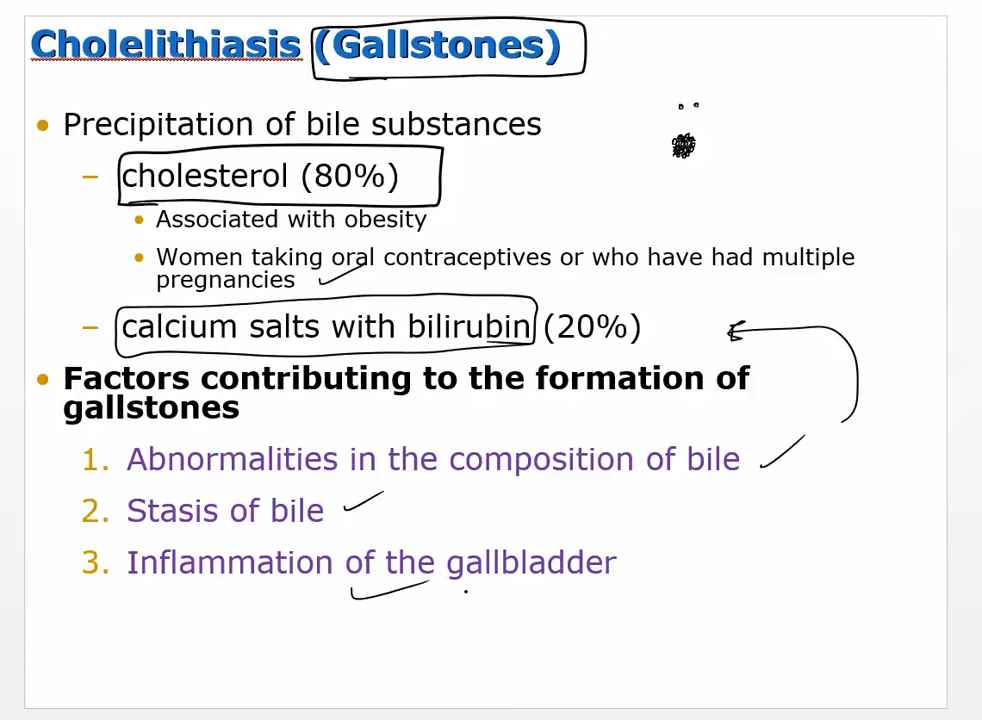 Cholelithiasis (Gallstones)
• Precipitation of bile substances
– cholesterol (80%)
• Associated with obesity
• Women taking oral contraceptives or who have had multiple
pregnancies
– calcium salts with bilirubin (20%)
• Factors contributing to the formation of
gallstones
1. Abnormalities in the composition of bile
2. Stasis of bile
3. Inflammation of the gallbladder